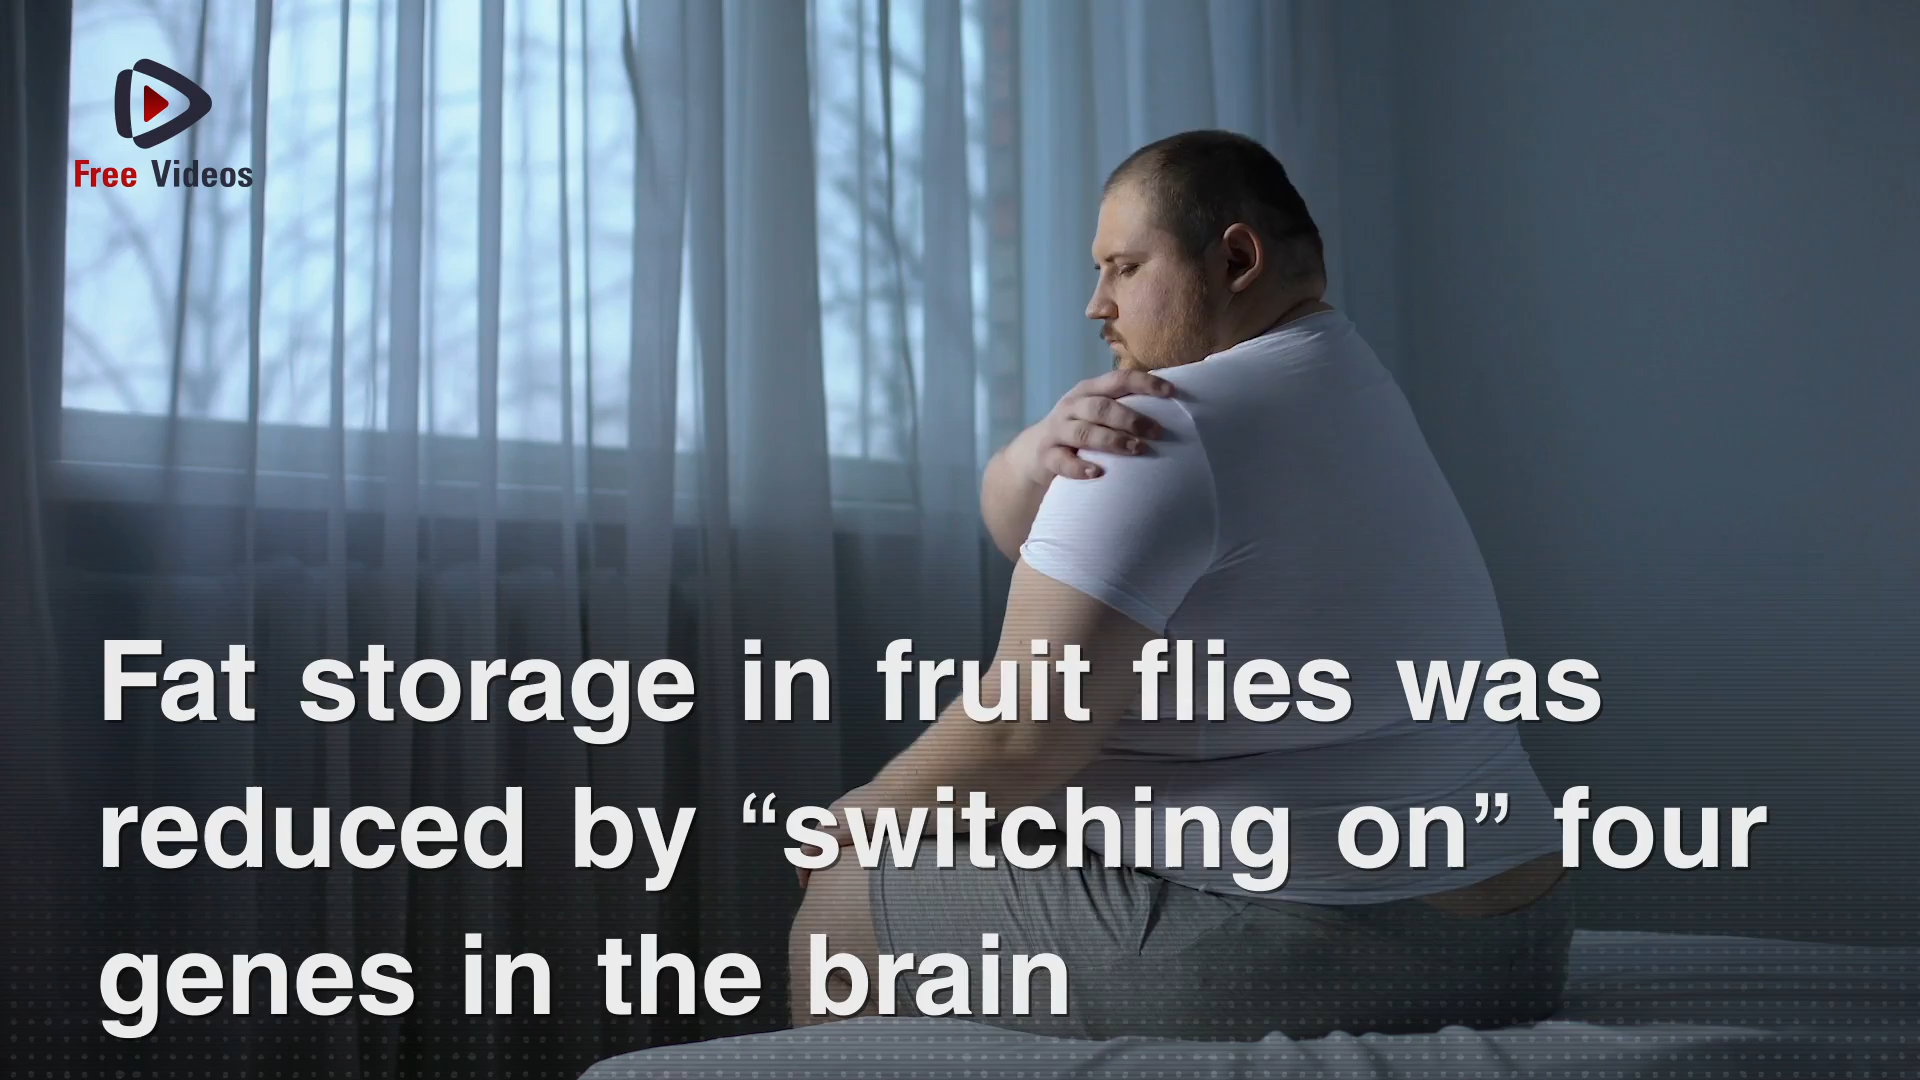 Free Videos
Fat storage in fruit flies was
reduced by “switching on” four
genes in the brain